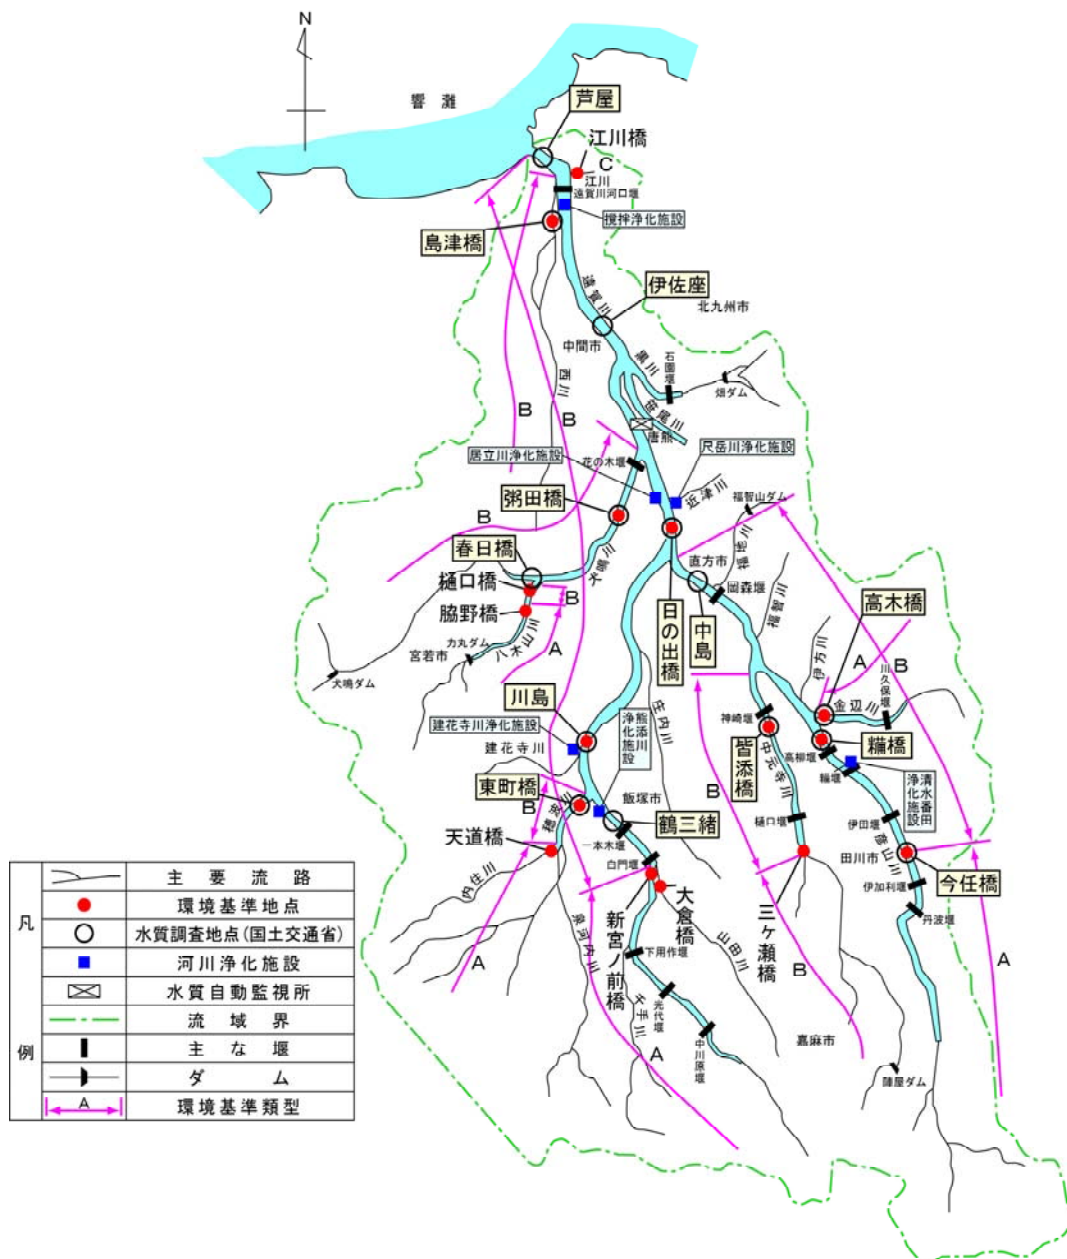 N
響 灘
芦屋
江川橋
C
江川
遠賀川河口堰
攪拌浄化施設
島津橋
遠賀川
伊佐座
北九州市
中間市
黒川
石園堰
畑ダム
西川
笹尾川
B
B
唐熊
居立川浄化施設
花の木堰
尺岳川浄化施設
近津川
福智山ダム
粥田橋
B
春日橋
犬鳴川
直方市
福地川
岡森堰
樋口橋
B
脇野橋
日の出橋
中島
福智川
高木橋
力丸ダム
宮若市
八木山川
A
伊方川
A
B
川久保堰
犬鳴ダム
金辺川
川島
庄内川
神崎堰
建花寺川浄化施設
熊添川
浄化施設
建花寺川
皆添橋
中元寺川
高柳堰
糒橋
糒堰
清水番田
浄化施設
東町橋
B
穂波川
飯塚市
鶴三緒
B
樋口堰
伊田堰
彦山川
天道橋
一本木堰
白門堰
田川市
今任橋
内住川
伊加利堰
大倉橋
三ヶ瀬橋
丹波堰
新宮ノ前橋
泉河内川
山田川
A
下用作堰
B
A
千手川
光代堰
嘉麻市
A
中川原堰
陣屋ダム
凡例
主要流路
環境基準地点
水質調査地点(国土交通省)
河川浄化施設
水質自動監視所
流域界
主な堰
ダム
A
環境基準類型